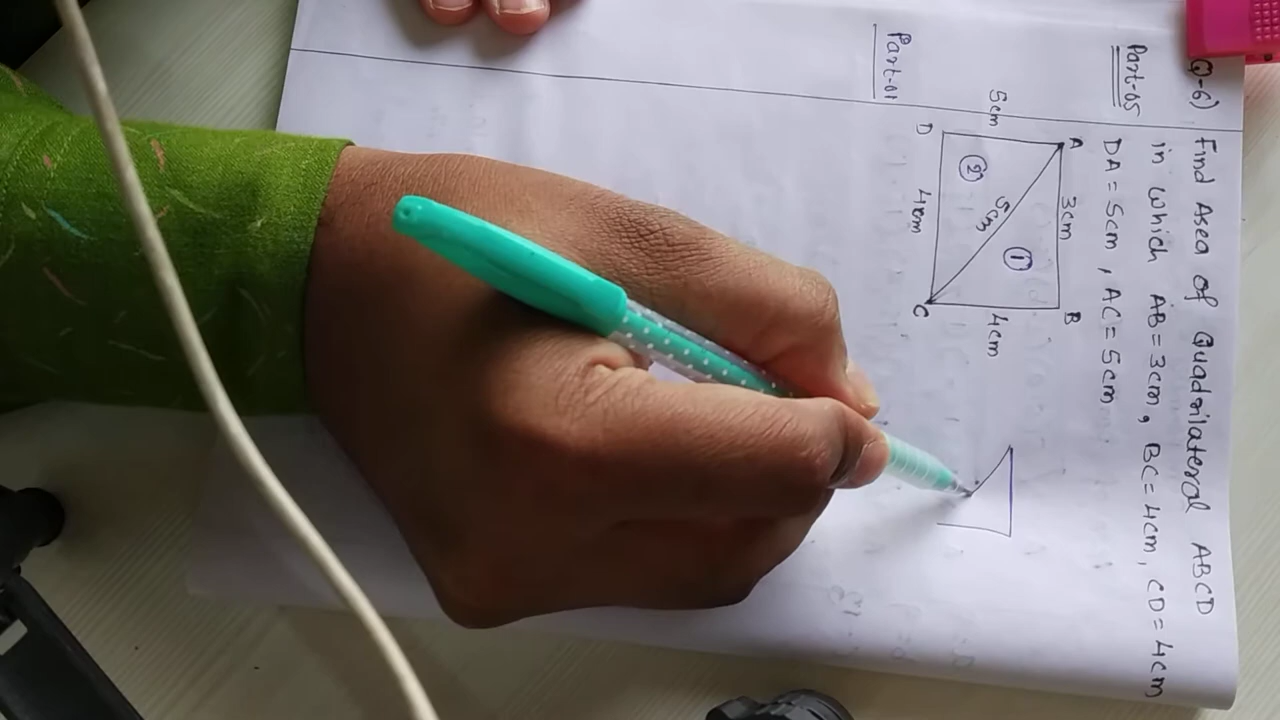 Q-6) Find Area of Quadrilateral ABCD
Part-05 in which AB=3cm, BC=4cm, CD=4cm
DA=5cm, AC=5cm
A 3cm B
5cm ② 5cm ① 4cm
D 4cm C
Part-01